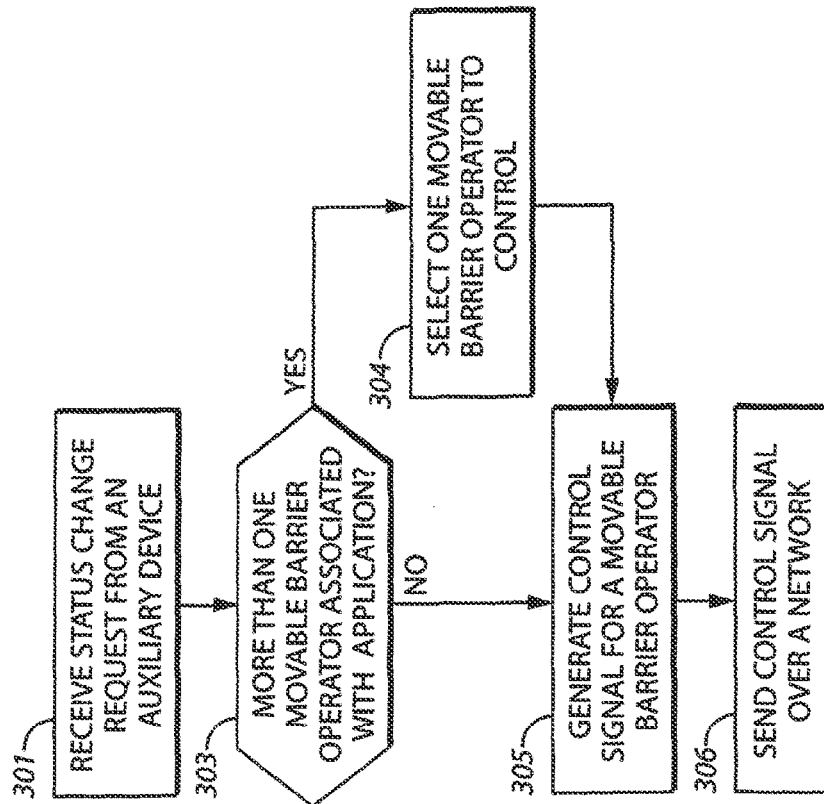 301
RECEIVE STATUS CHANGE
REQUEST FROM AN
AUXILIARY DEVICE
303
MORE THAN ONE
MOVABLE BARRIER
OPERATOR ASSOCIATED
WITH APPLICATION?
YES
NO
304
SELECT ONE MOVABLE
BARRIER OPERATOR TO
CONTROL
305
GENERATE CONTROL
SIGNAL FOR A MOVABLE
BARRIER OPERATOR
306
SEND CONTROL SIGNAL
OVER A NETWORK